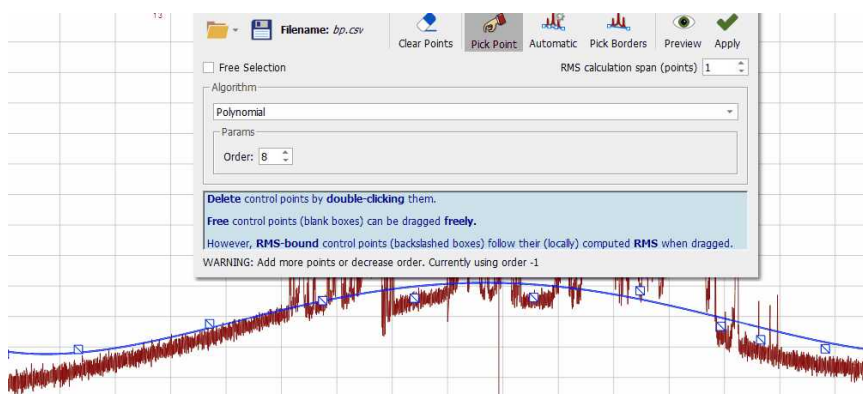 13
Filename: bp.csv
Clear Points
Pick Point
Automatic
Pick Borders
Preview
Apply
Free Selection
RMS calculation span (points) 1
Algorithm
Polynomial
Params
Order: 8
Delete control points by double-clicking them.
Free control points (blank boxes) can be dragged freely.
However, RMS-bound control points (backslashed boxes) follow their (locally) computed RMS when dragged.
WARNING: Add more points or decrease order. Currently using order -1